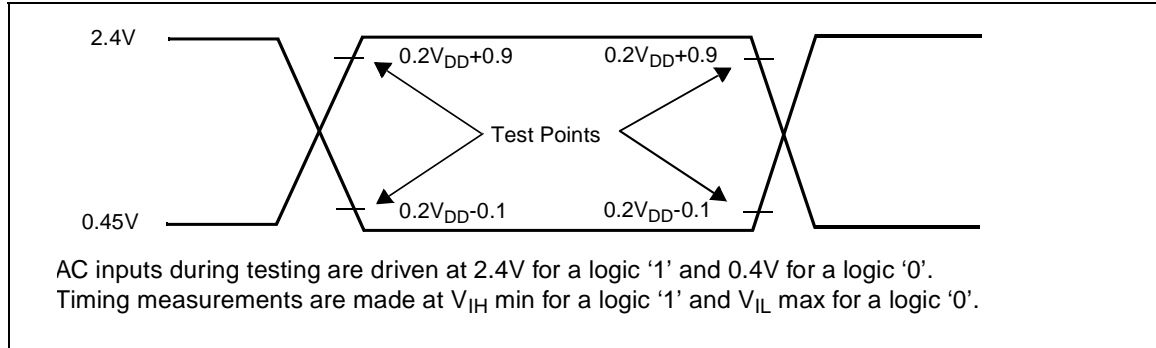 2.4V
0.2VDD+0.9 0.2VDD+0.9
Test Points
0.45V
0.2VDD-0.1 0.2VDD-0.1
AC inputs during testing are driven at 2.4V for a logic ‘1’ and 0.4V for a logic ‘0’.
Timing measurements are made at VIH min for a logic ‘1’ and VIL max for a logic ‘0’.